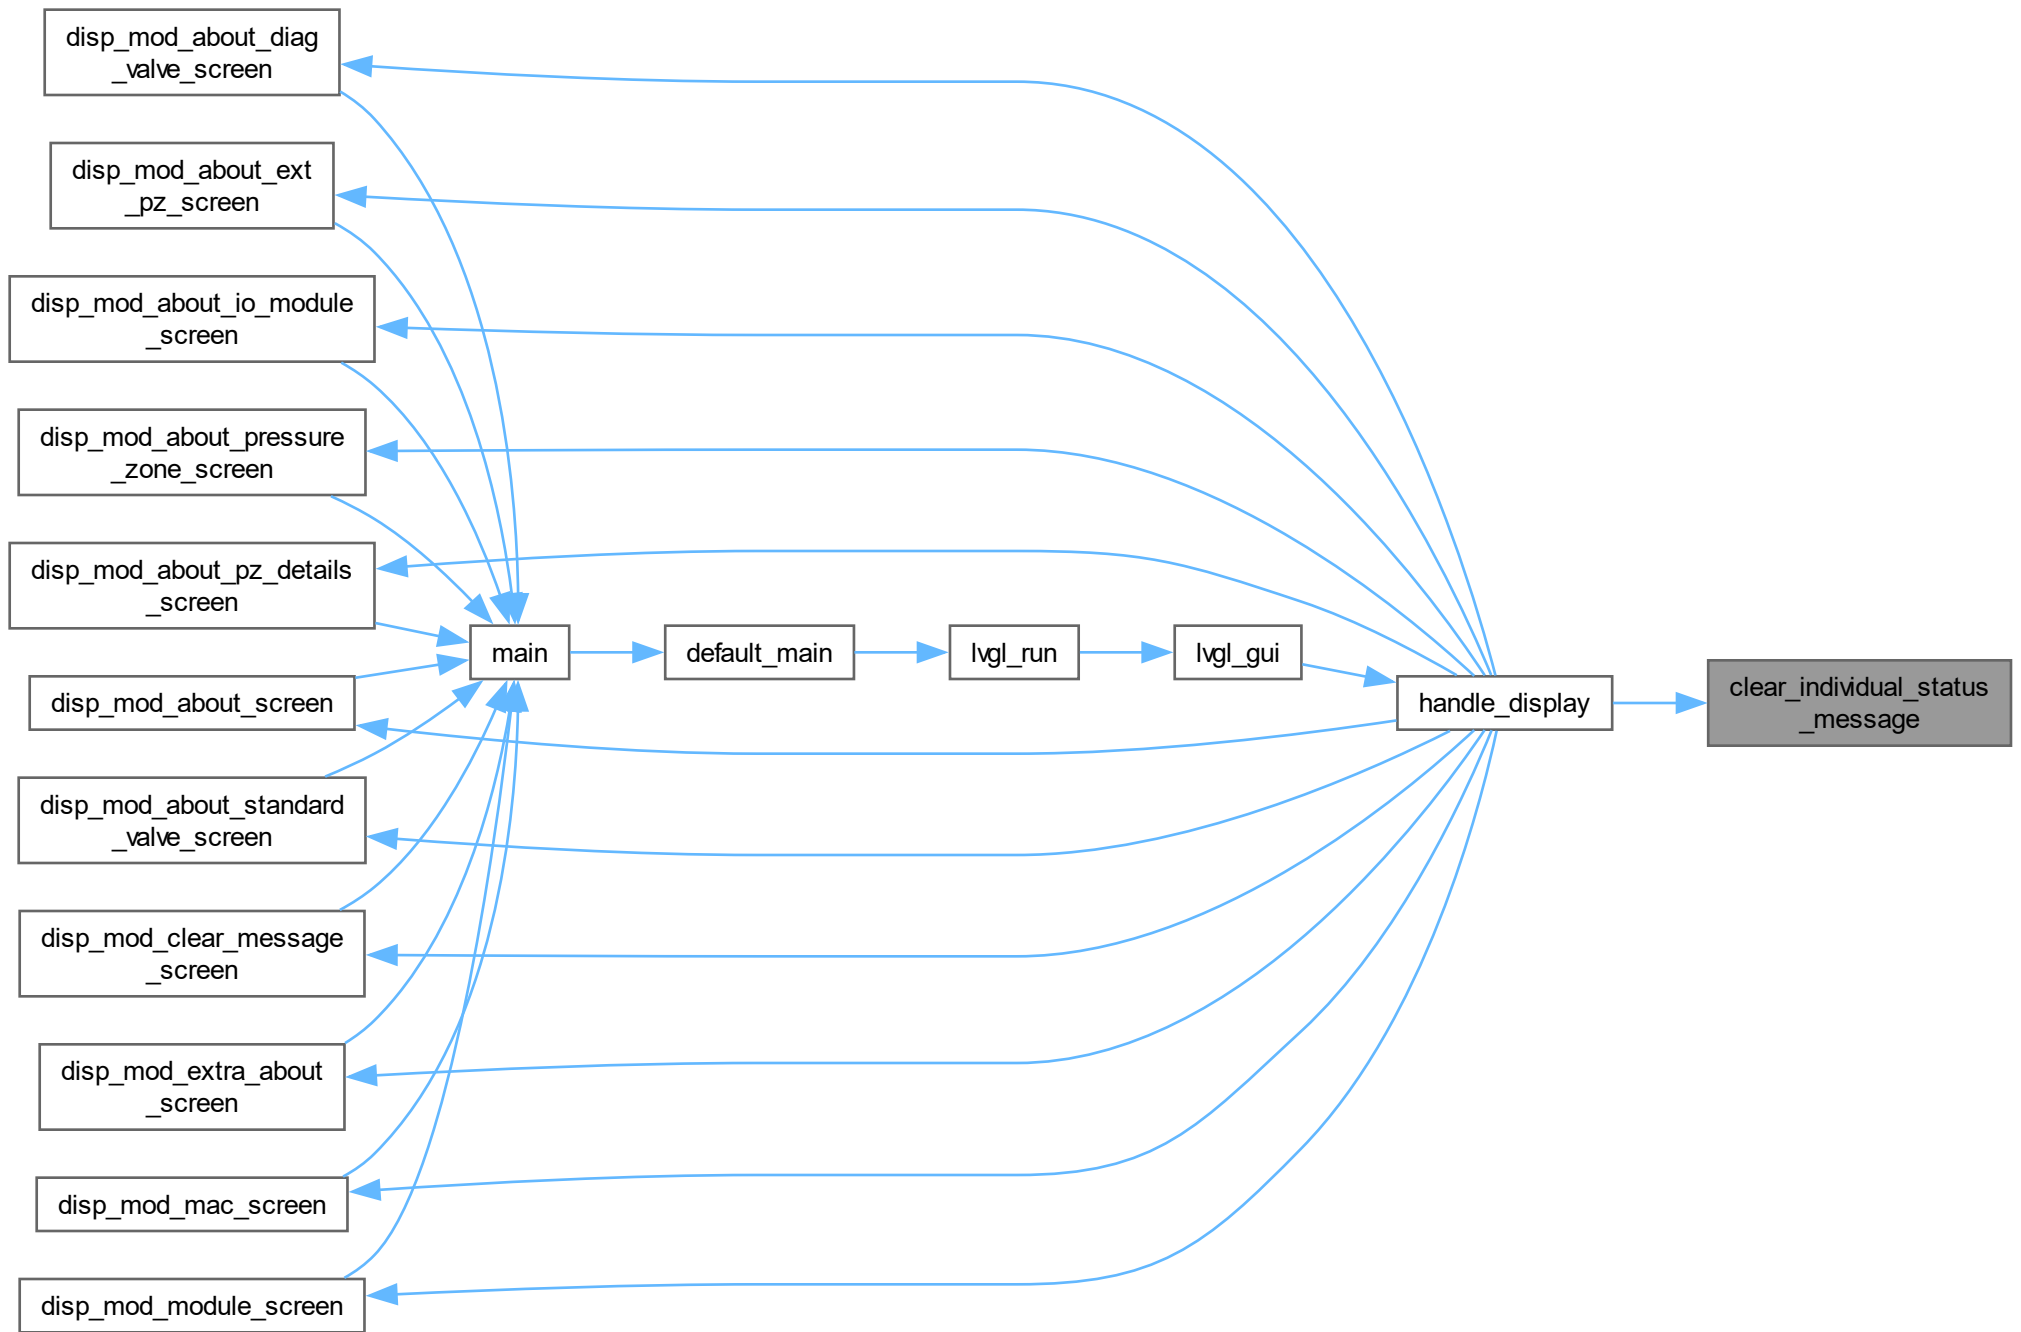 disp_mod_about_diag
_valve_screen
disp_mod_about_ext
_pz_screen
disp_mod_about_io_module
_screen
disp_mod_about_pressure
_zone_screen
disp_mod_about_pz_details
_screen
disp_mod_about_screen
disp_mod_about_standard
_valve_screen
disp_mod_clear_message
_screen
disp_mod_extra_about
_screen
disp_mod_mac_screen
disp_mod_module_screen
main
default_main
lvgl_run
lvgl_gui
handle_display
clear_individual_status
_message